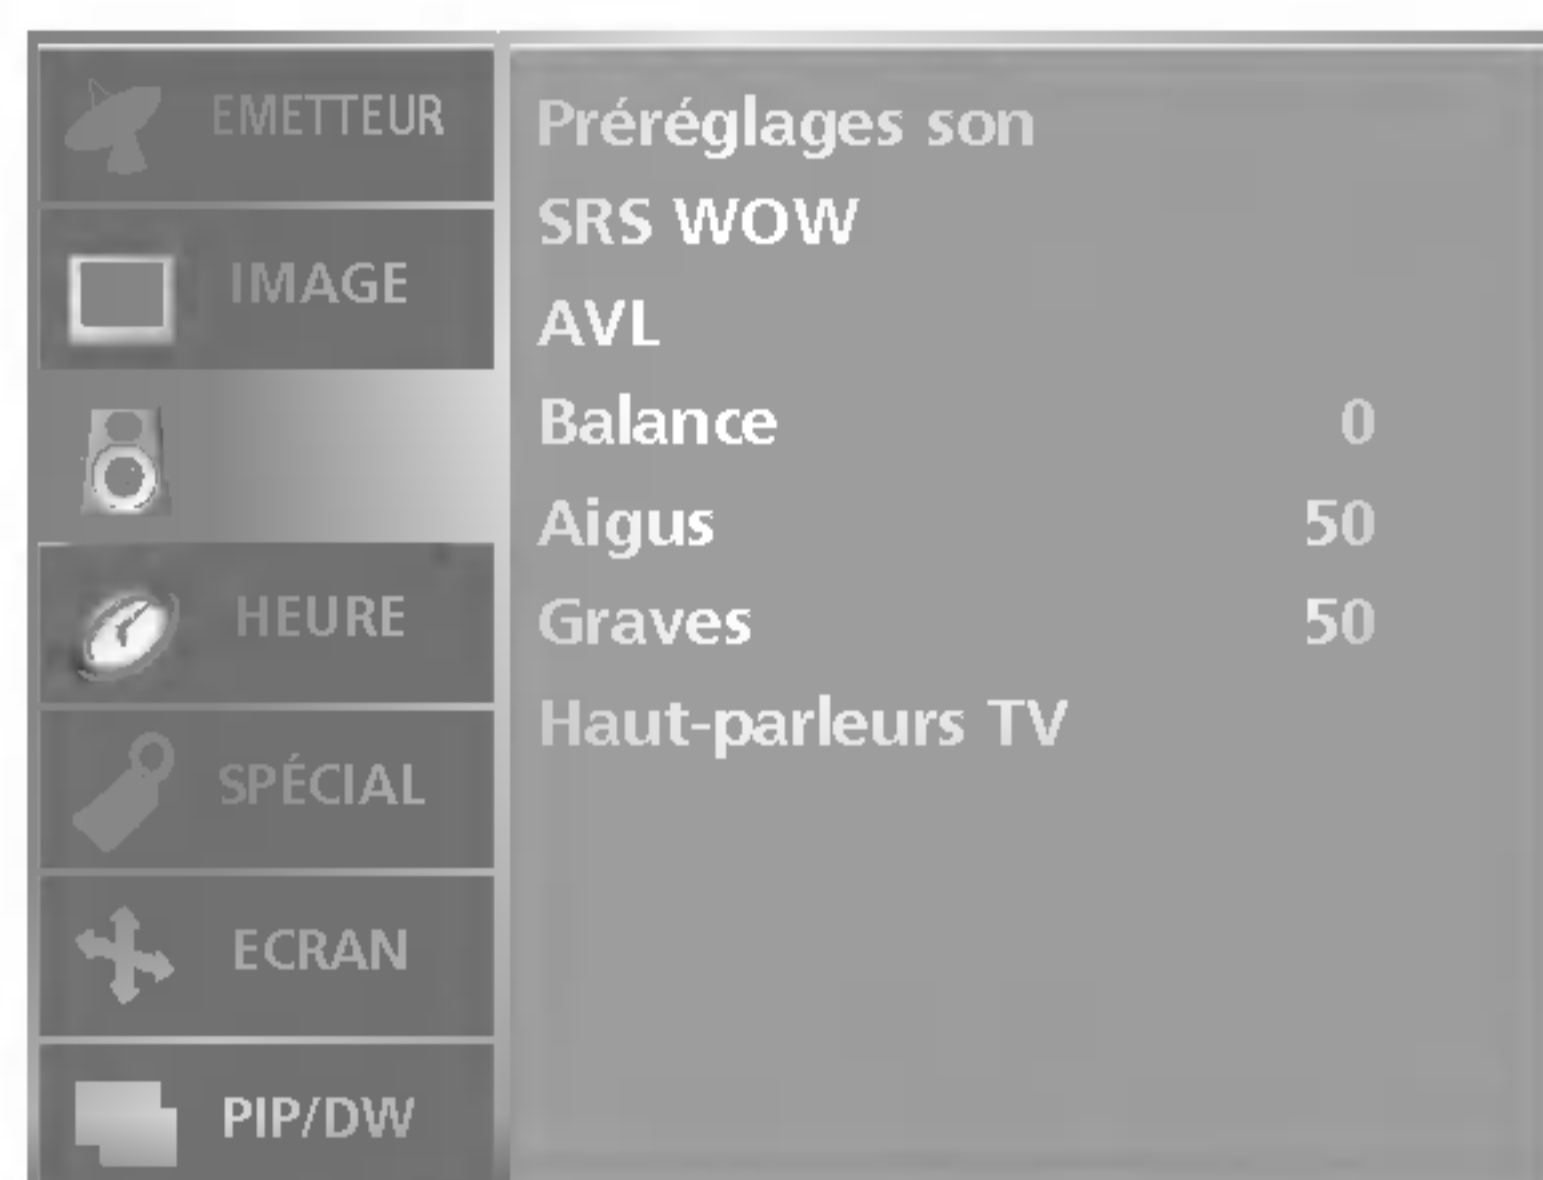 EMETTEUR
IMAGE
HEURE
SPÉCIAL
ECRAN
PIP/DW
Préréglages son
SRS WOW
AVL
Balance 0
Aigus 50
Graves 50
Haut-parleurs TV